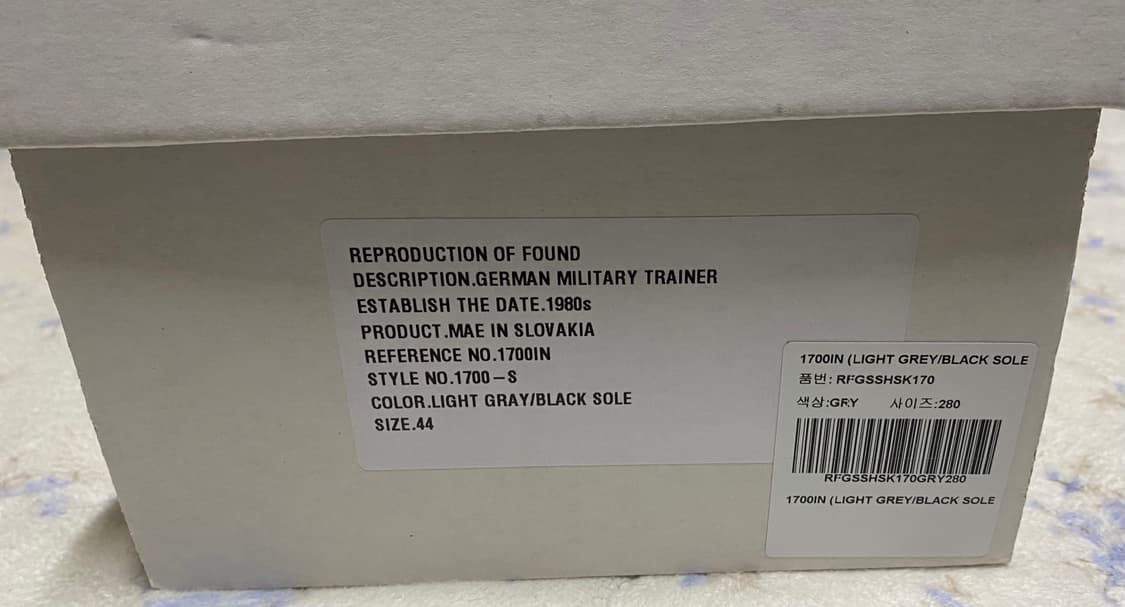 REPRODUCTION OF FOUND
DESCRIPTION.GERMAN MILITARY TRAINER
ESTABLISH THE DATE.1980s
PRODUCT.MAE IN SLOVAKIA
REFERENCE NO.1700IN
STYLE NO.1700－S
COLOR.LIGHT GRAY/BLACK SOLE
SIZE.44
1700IN (LIGHT GREY/BLACK SOLE
품번: RFGSSHSK170
색상:GRY 사이즈:280
RFGSSHSK170GRY280
1700IN (LIGHT GREY/BLACK SOLE